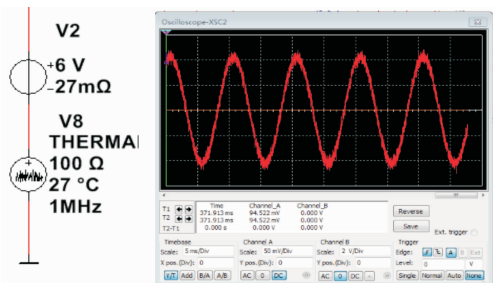 V2
+6 V
-27mΩ
V8
THERMAL
100 Ω
27 °C
1MHz
Oscilloscope-XSC2
Time Channel_A Channel_B
T1 371.913 ms 94.522 mV 0.000 V
T2 371.913 ms 94.522 mV 0.000 V
T2-T1 0.000 s 0.000 V 0.000 V
Reverse
Save
Ext. trigger
Timebase
Scale: 5 ms/Div
X pos.(Div): 0
Y/T Add B/A A/B
Channel A
Scale: 50 mV/Div
Y pos.(Div): 0
AC 0 DC
Channel B
Scale: 2 V/Div
Y pos.(Div): 0
AC 0 DC -
Trigger
Edge: A B Ext
Level: 0 V
Single Normal Auto None